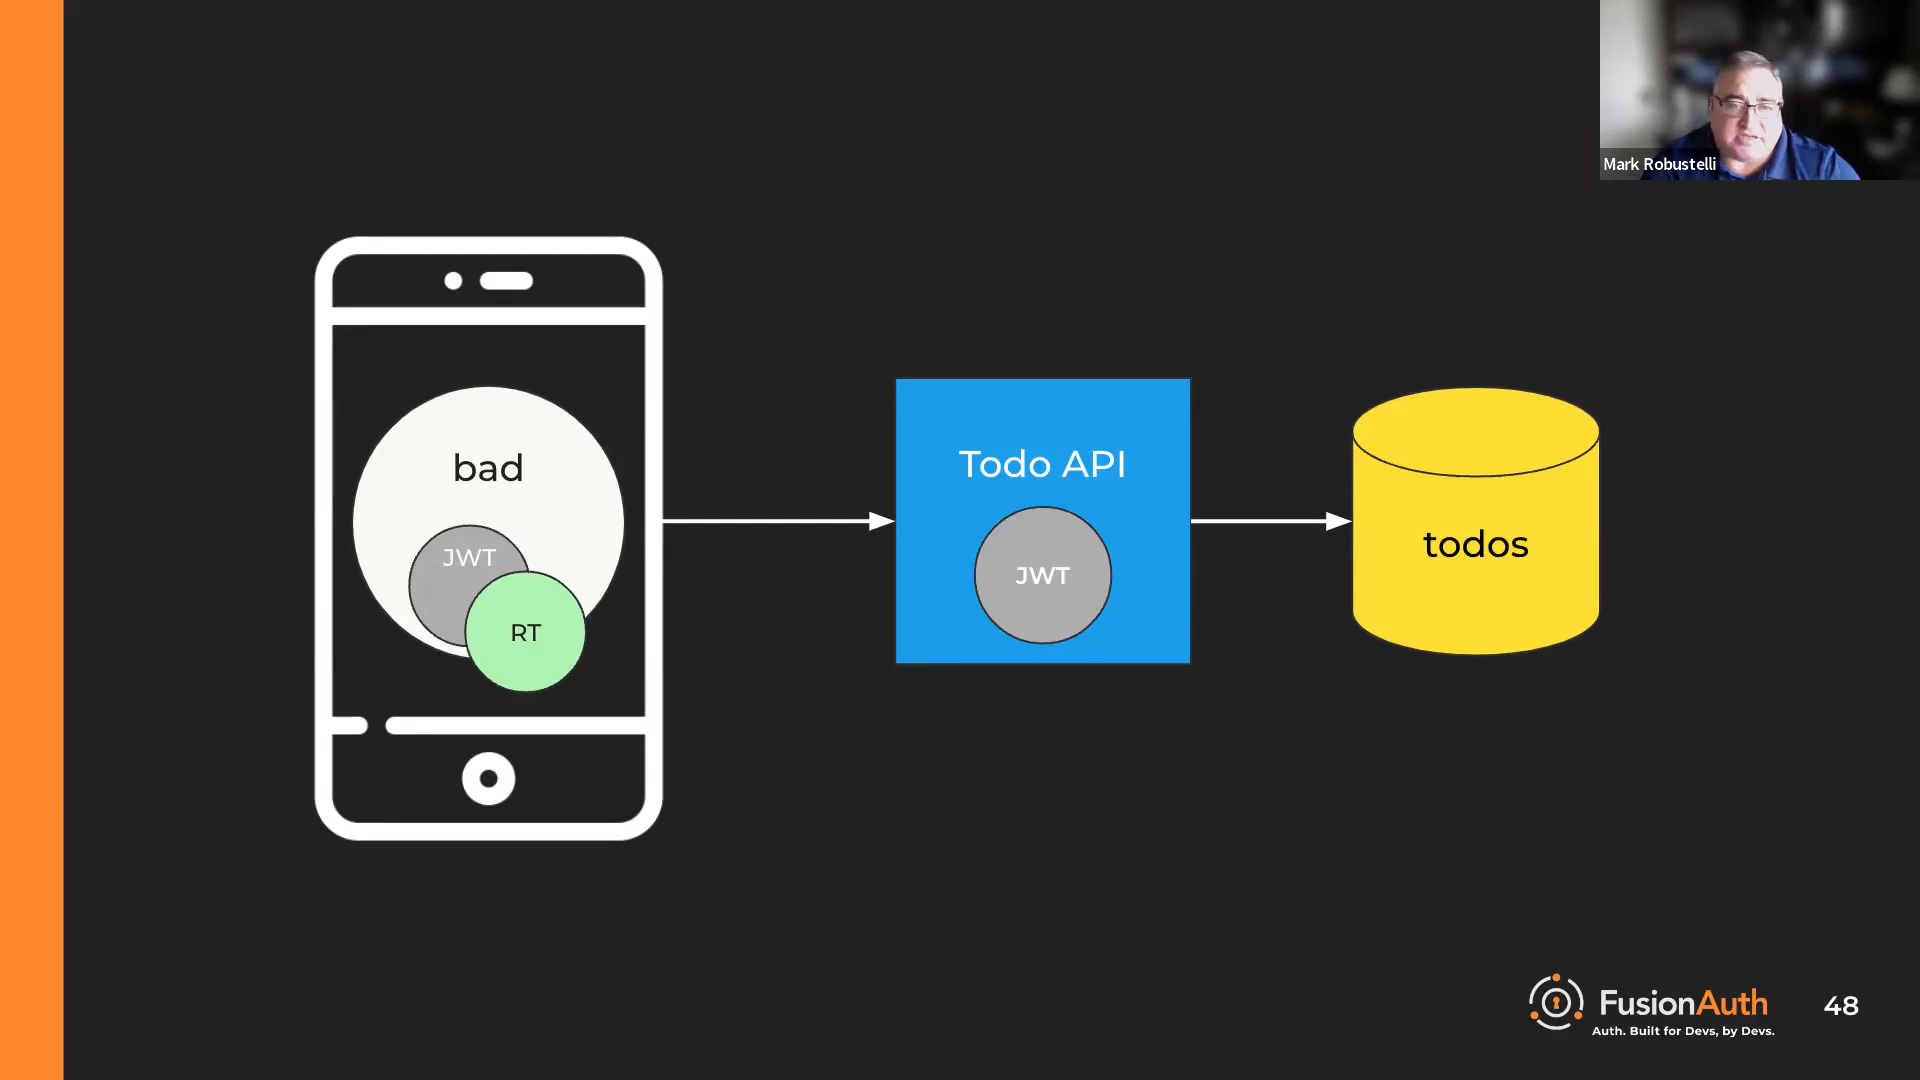 Mark Robustelli
bad
JWT
RT
Todo API
JWT
todos
FusionAuth
Auth. Built for Devs, by Devs.
48